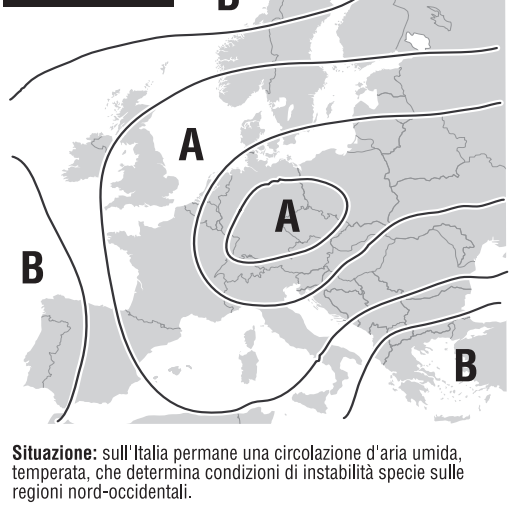 B
A
A
B
B
Situazione: sull'Italia permane una circolazione d'aria umida,
temperata, che determina condizioni di instabilità specie sulle
regioni nord-occidentali.